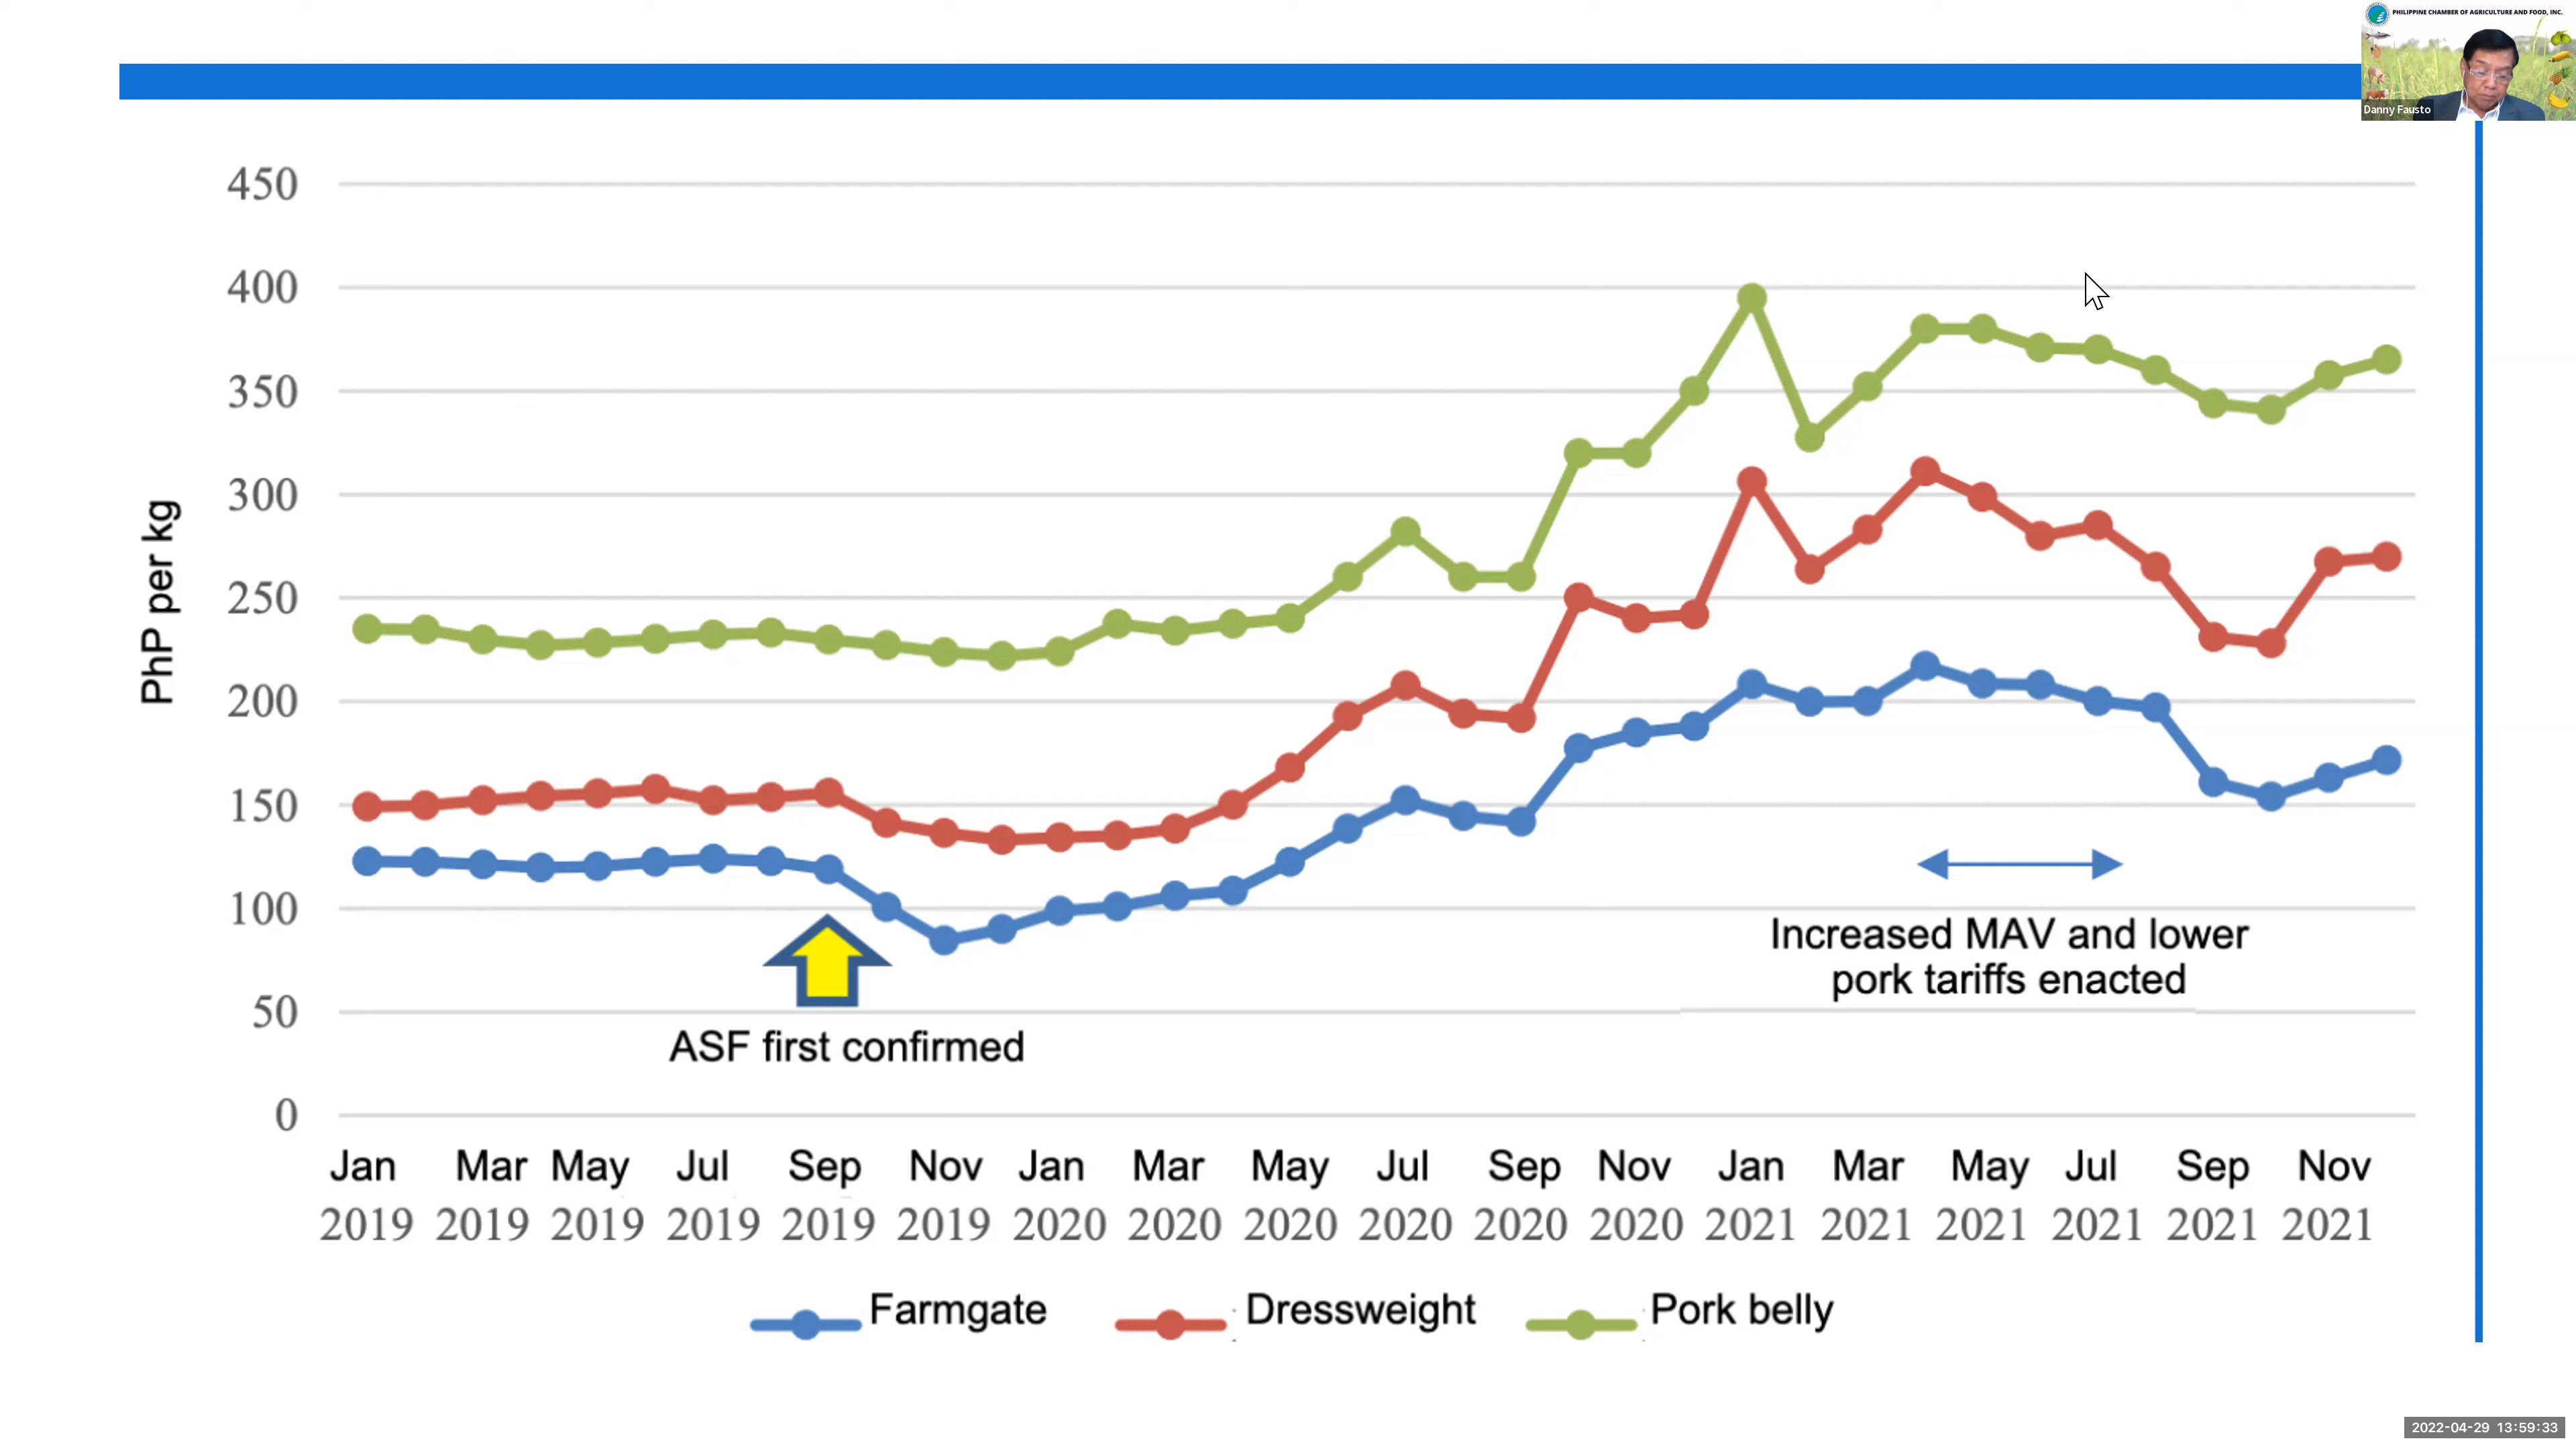 PHILIPPINE CHAMBER OF AGRICULTURE AND FOOD, INC.
Danny Fausto
450
400
350
300
250
200
150
100
50
0
PhP per kg
ASF first confirmed
Increased MAV and lower
pork tariffs enacted
Jan Mar May Jul Sep Nov Jan Mar May Jul Sep Nov Jan Mar May Jul Sep Nov
2019 2019 2019 2019 2019 2019 2020 2020 2020 2020 2020 2020 2021 2021 2021 2021 2021 2021
Farmgate Dressweight Pork belly
2022-04-29 13:59:33